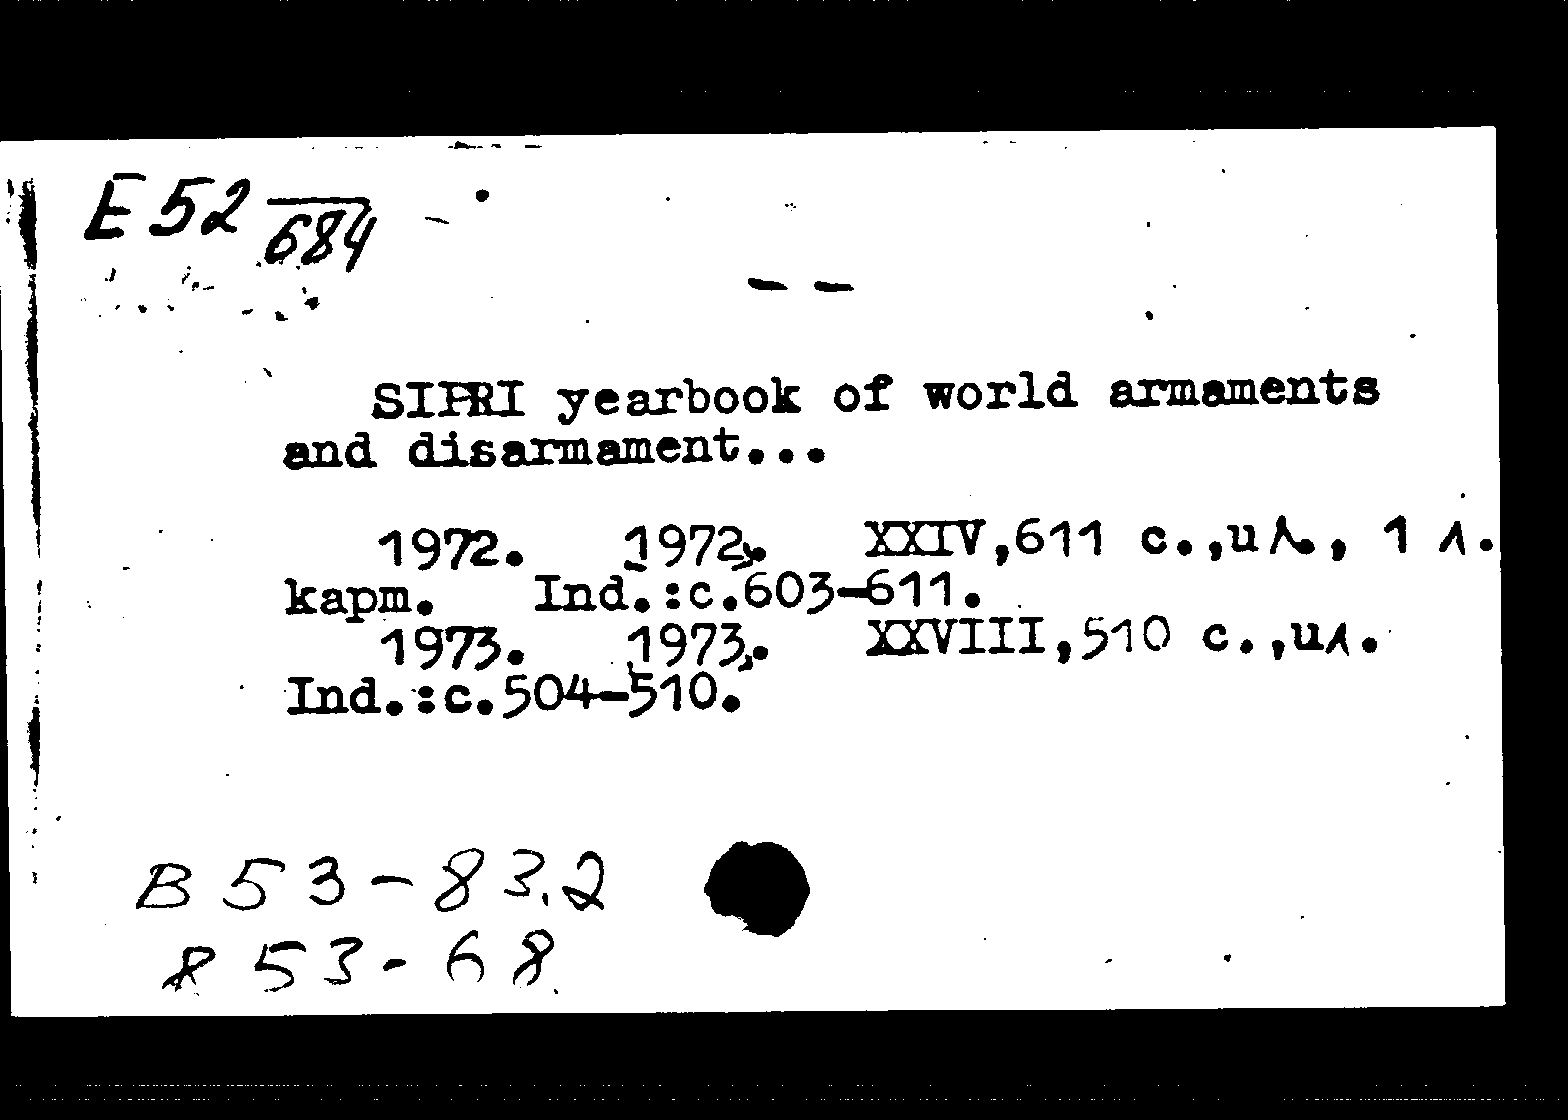 E 52/684
— —
SIPRI yearbook of world armaments
and disarmament...
1972. 1972. XXIV,611 с.,ил., 1 л.
карт. Ind.:c.603-611.
1973. 1973. XXVIII,510 с.,ил.
Ind.:c.504-510.
B 53-83.2
53-68